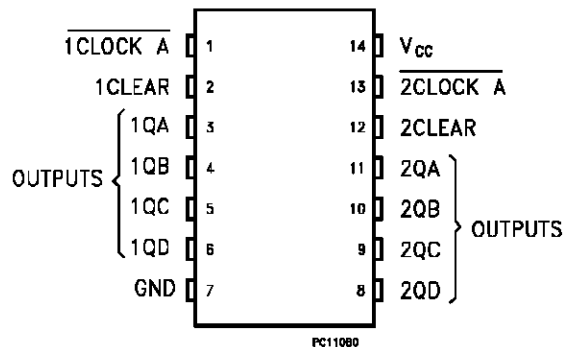 1CLOCK A 1 14 VCC
1CLEAR 2 13 2CLOCK A
1QA 3 12 2CLEAR
1QB 4 11 2QA
OUTPUTS
1QC 5 10 2QB
OUTPUTS
1QD 6 9 2QC
GND 7 8 2QD
PC11080